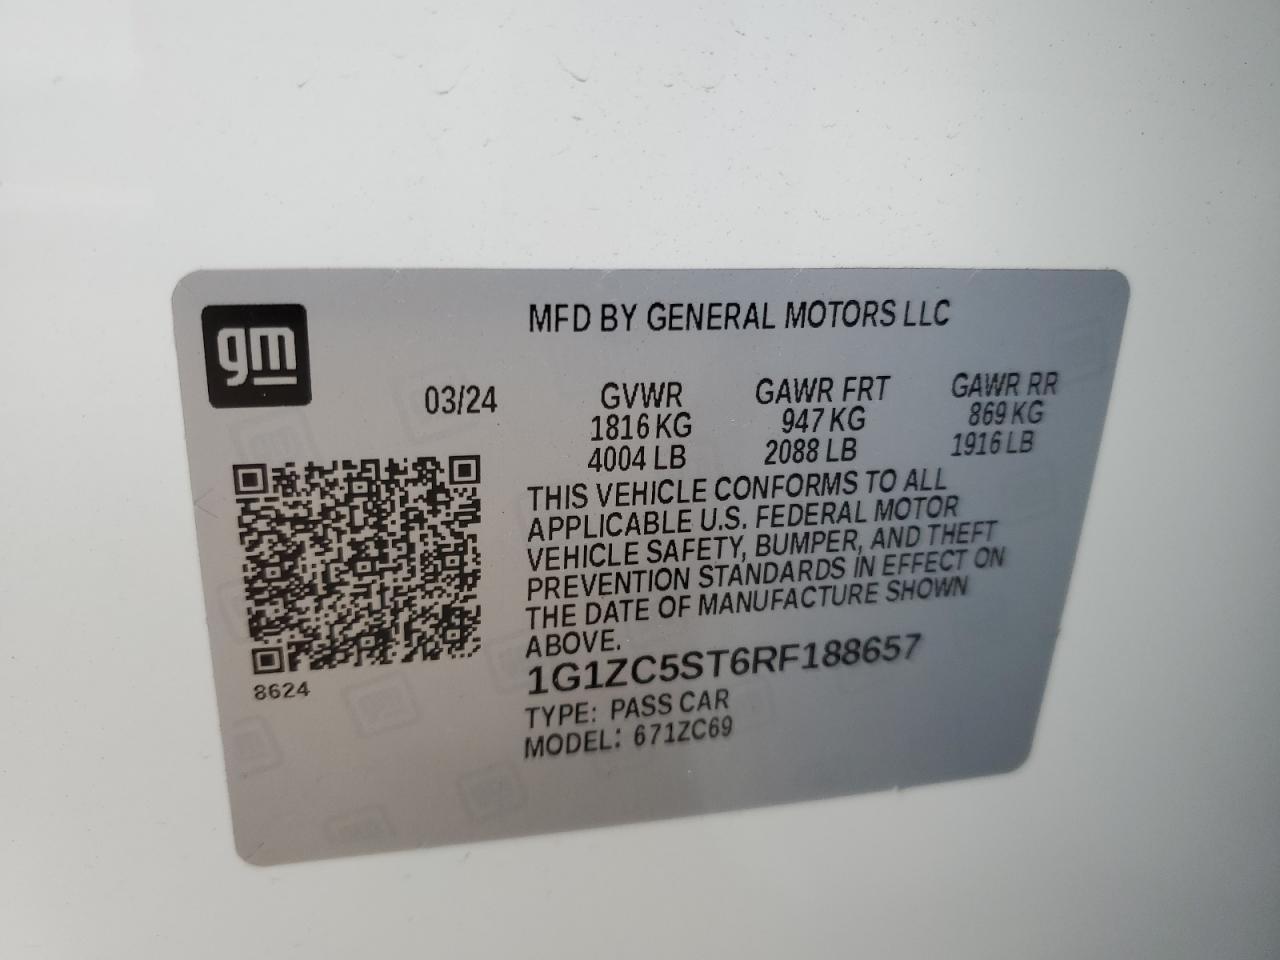 gm
MFD BY GENERAL MOTORS LLC
03/24
GVWR GAWR FRT GAWR RR
1816 KG 947 KG 869 KG
4004 LB 2088 LB 1916 LB
THIS VEHICLE CONFORMS TO ALL
APPLICABLE U.S. FEDERAL MOTOR
VEHICLE SAFETY, BUMPER, AND THEFT
PREVENTION STANDARDS IN EFFECT ON
THE DATE OF MANUFACTURE SHOWN
ABOVE.
1G1ZC5ST6RF188657
TYPE: PASS CAR
MODEL: 671ZC69
8624